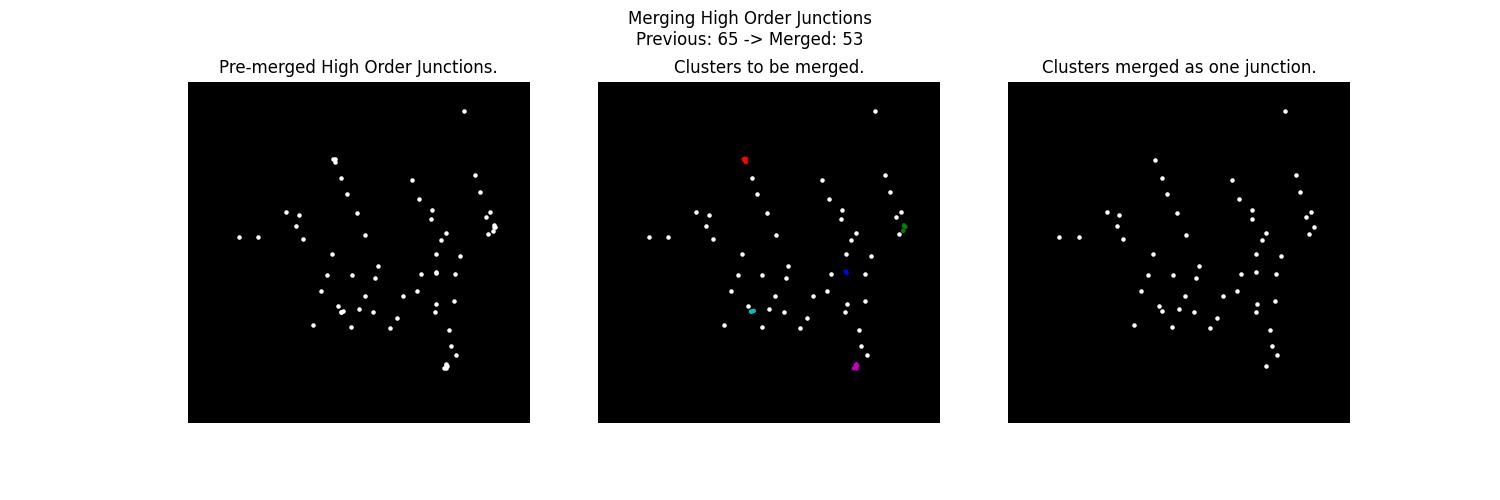 Merging High Order Junctions
Previous: 65 -> Merged: 53
Pre-merged High Order Junctions.
Clusters to be merged.
Clusters merged as one junction.